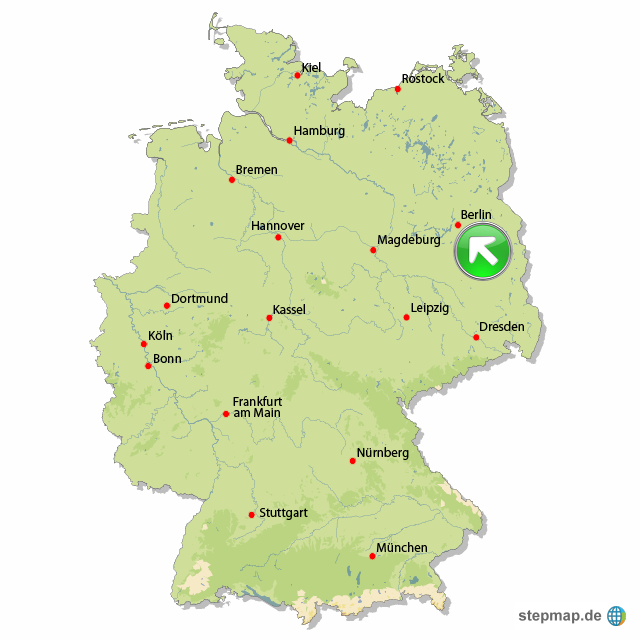 Kiel
Rostock
Hamburg
Bremen
Berlin
Hannover
Magdeburg
Dortmund
Kassel
Leipzig
Dresden
Köln
Bonn
Frankfurt
am Main
Nürnberg
Stuttgart
München
stepmap.de